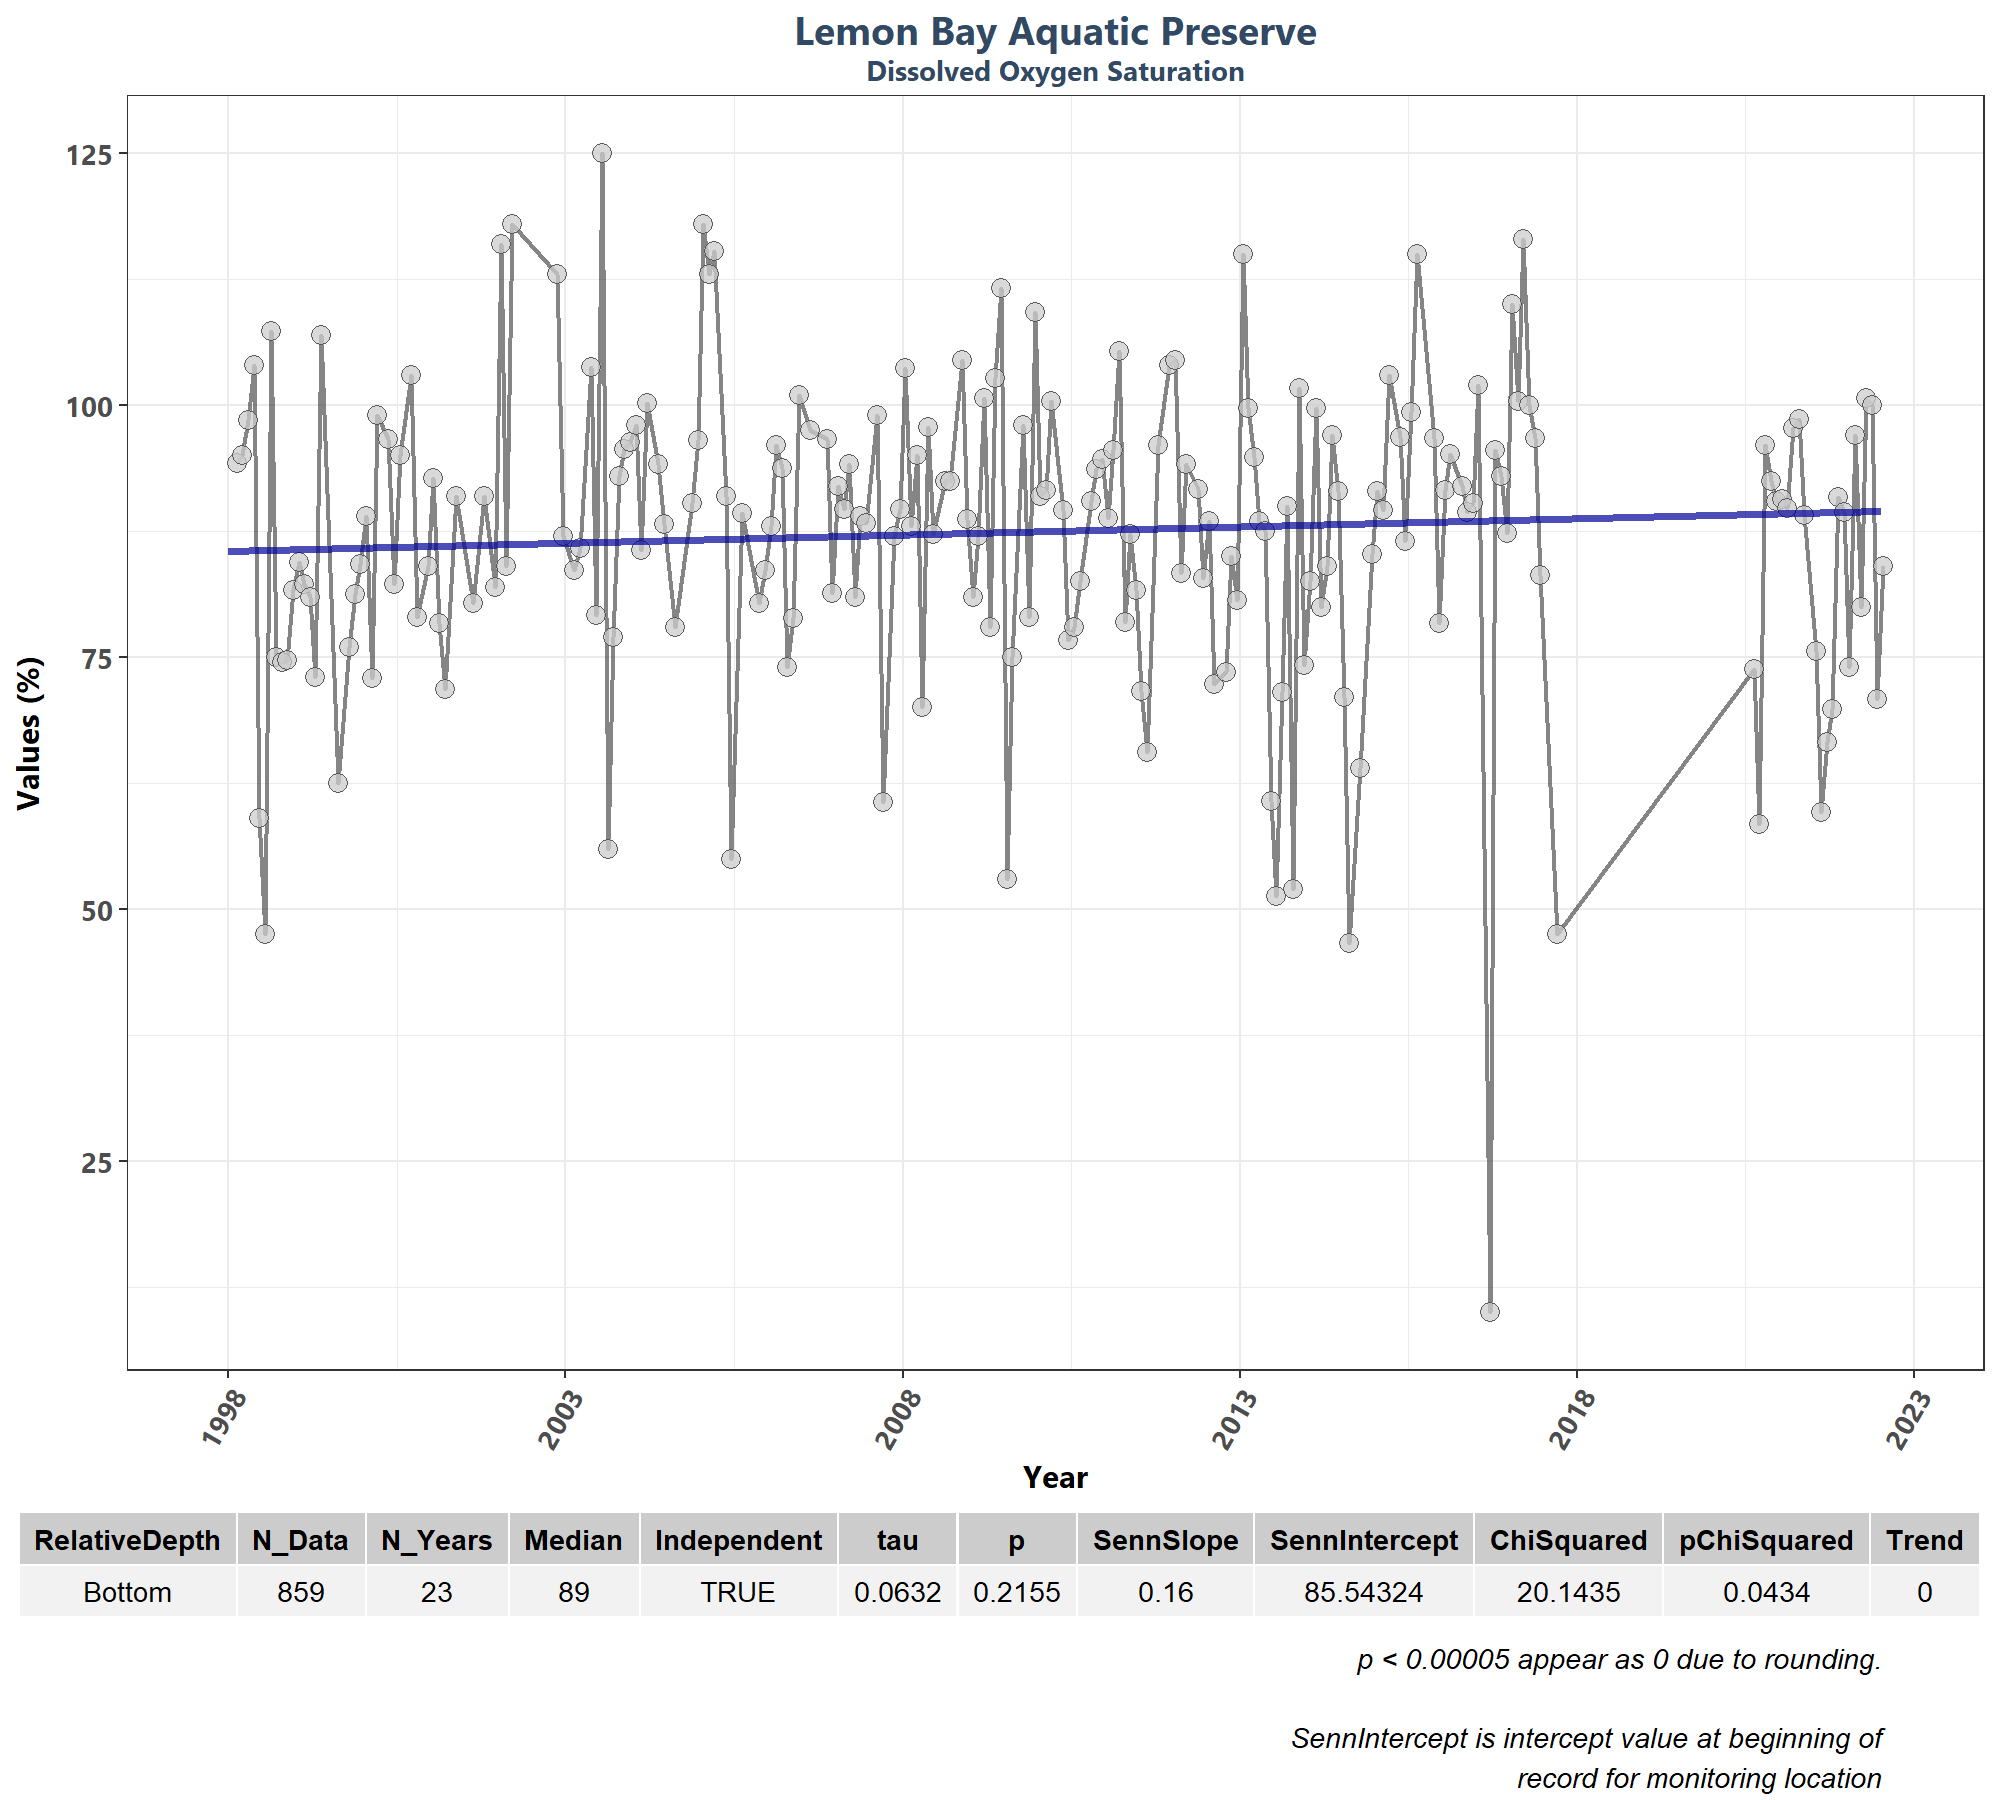 Lemon Bay Aquatic Preserve
Dissolved Oxygen Saturation
125
100
75
50
25
Values (%)
1998 2003 2008 2013 2018 2023
Year
RelativeDepth N_Data N_Years Median Independent tau p SennSlope SennIntercept ChiSquared pChiSquared Trend
Bottom 859 23 89 TRUE 0.0632 0.2155 0.16 85.54324 20.1435 0.0434 0
p < 0.00005 appear as 0 due to rounding.
SennIntercept is intercept value at beginning of
record for monitoring location